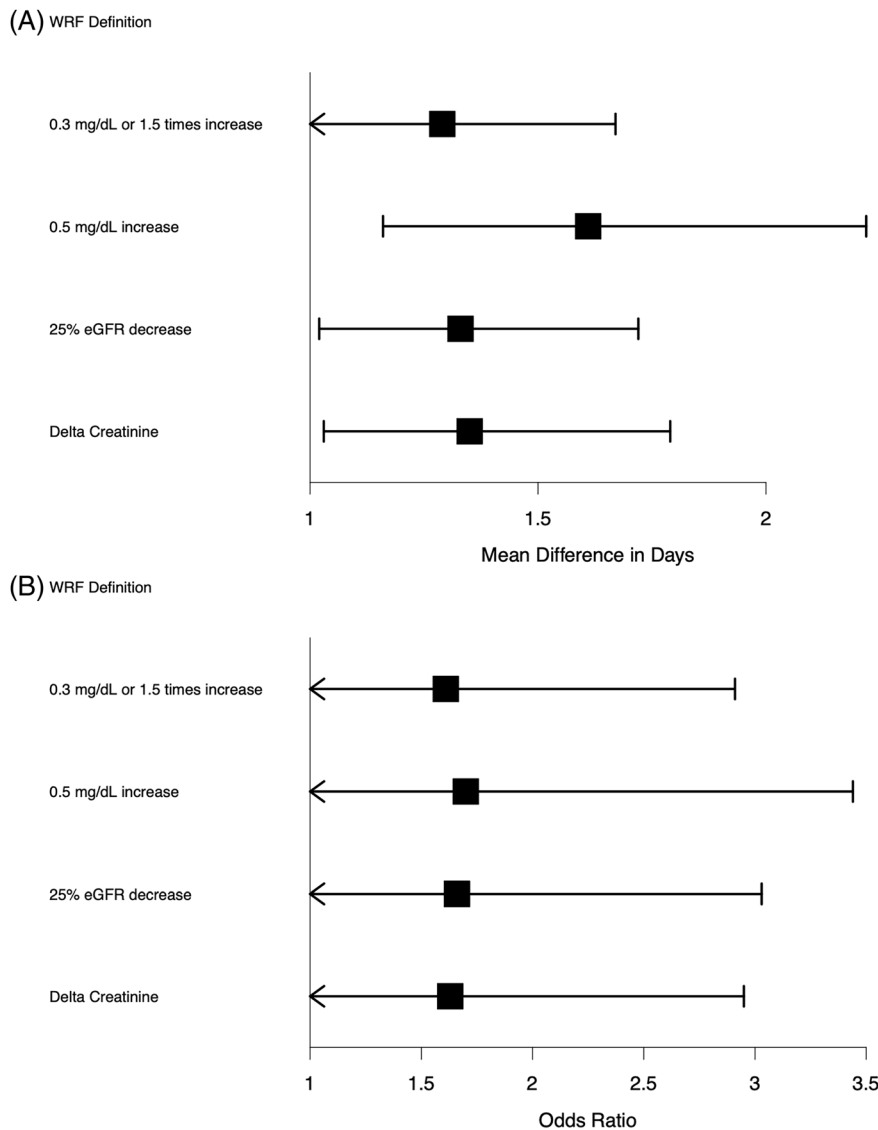 (A) WRF Definition
0.3 mg/dL or 1.5 times increase
0.5 mg/dL increase
25% eGFR decrease
Delta Creatinine
1 1.5 2
Mean Difference in Days
(B) WRF Definition
0.3 mg/dL or 1.5 times increase
0.5 mg/dL increase
25% eGFR decrease
Delta Creatinine
1 1.5 2 2.5 3 3.5
Odds Ratio